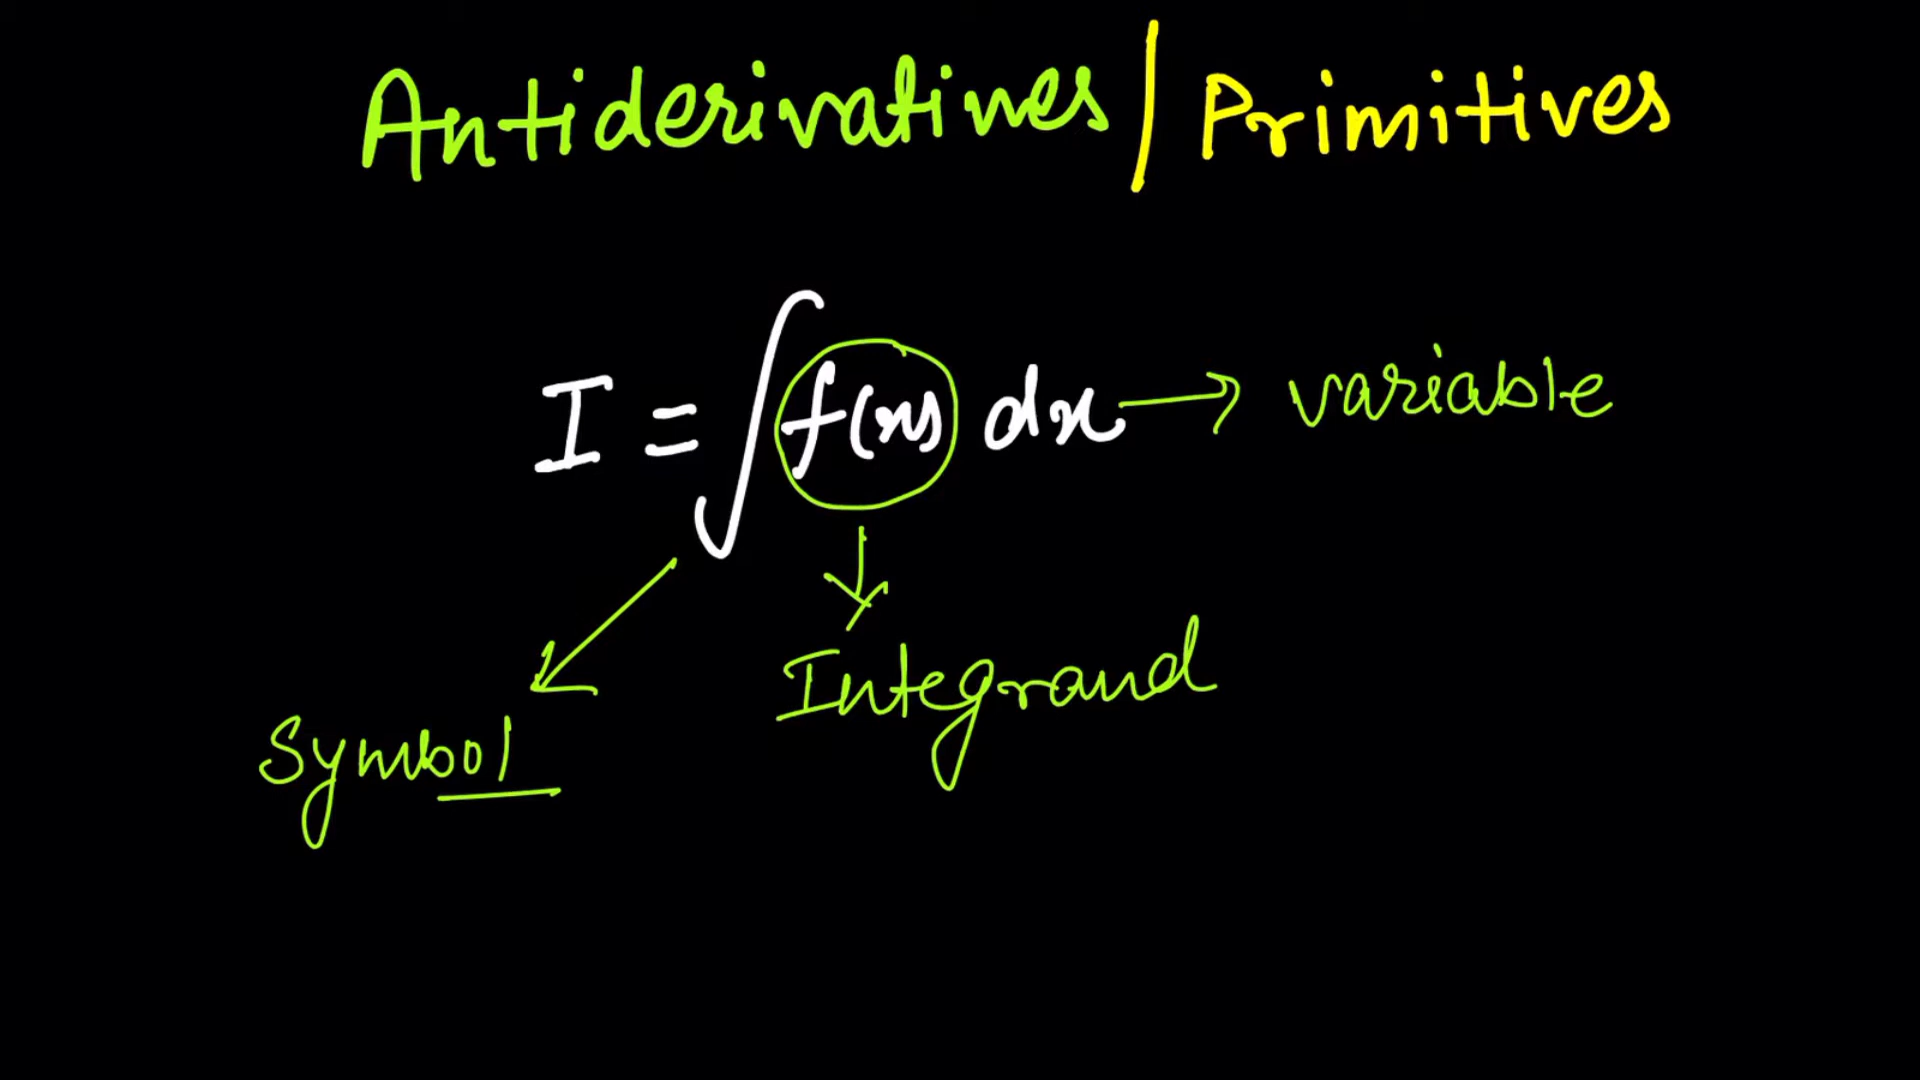 Antiderivatives / Primitives
I = ∫ f(x) dx → variable
Integrand
Symbol